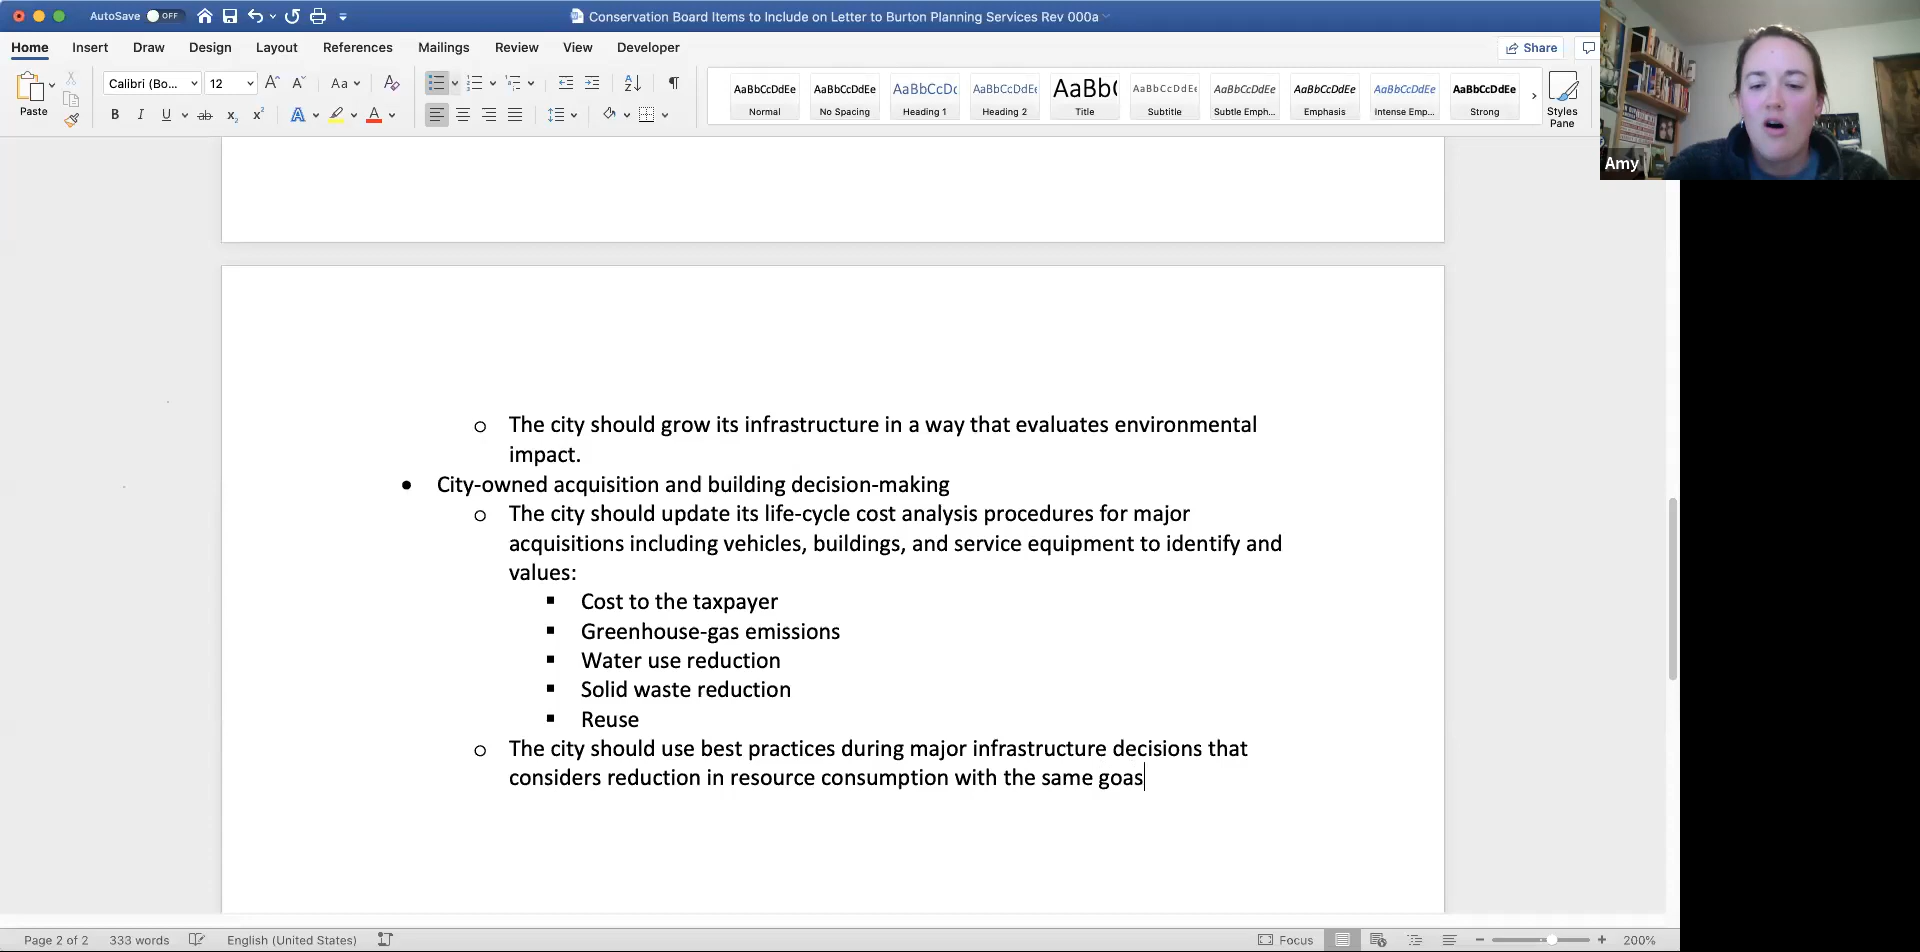 AutoSave OFF
Conservation Board Items to Include on Letter to Burton Planning Services Rev 000a
Home Insert Draw Design Layout References Mailings Review View Developer
Share
Paste
Calibri (Bo... 12
Aa
B I U ab x₂ x²
A A
AaBbCcDdEe AaBbCcDdEe AaBbCcDc AaBbCcDdEe AaBb( AaBbCcDdEe AaBbCcDdEe AaBbCcDdEe AaBbCcDdEe AaBbCcDdEe
Normal No Spacing Heading 1 Heading 2 Title Subtitle Subtle Emph... Emphasis Intense Emp... Strong
Styles
Pane
Amy
o The city should grow its infrastructure in a way that evaluates environmental
impact.
• City-owned acquisition and building decision-making
o The city should update its life-cycle cost analysis procedures for major
acquisitions including vehicles, buildings, and service equipment to identify and
values:
▪ Cost to the taxpayer
▪ Greenhouse-gas emissions
▪ Water use reduction
▪ Solid waste reduction
▪ Reuse
o The city should use best practices during major infrastructure decisions that
considers reduction in resource consumption with the same goas
Page 2 of 2 333 words English (United States) Focus 200%